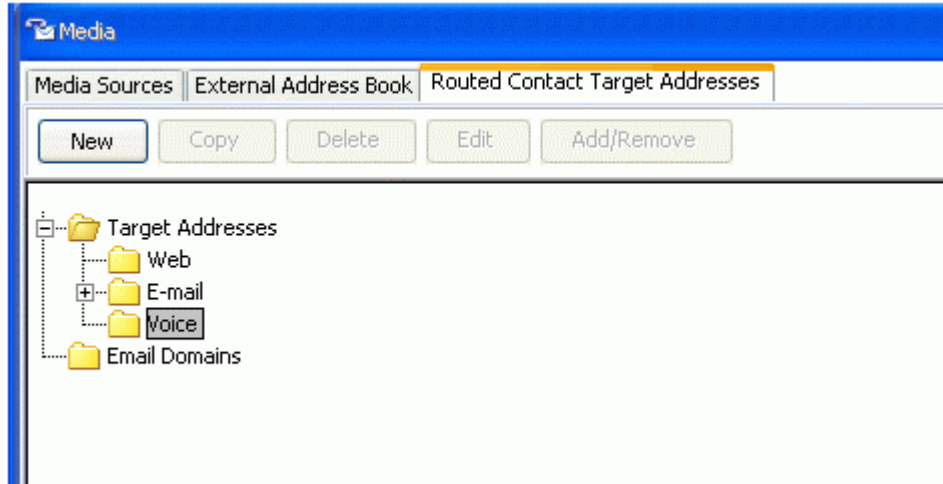 Media
Media Sources External Address Book Routed Contact Target Addresses
New Copy Delete Edit Add/Remove
Target Addresses
Web
E-mail
Voice
Email Domains